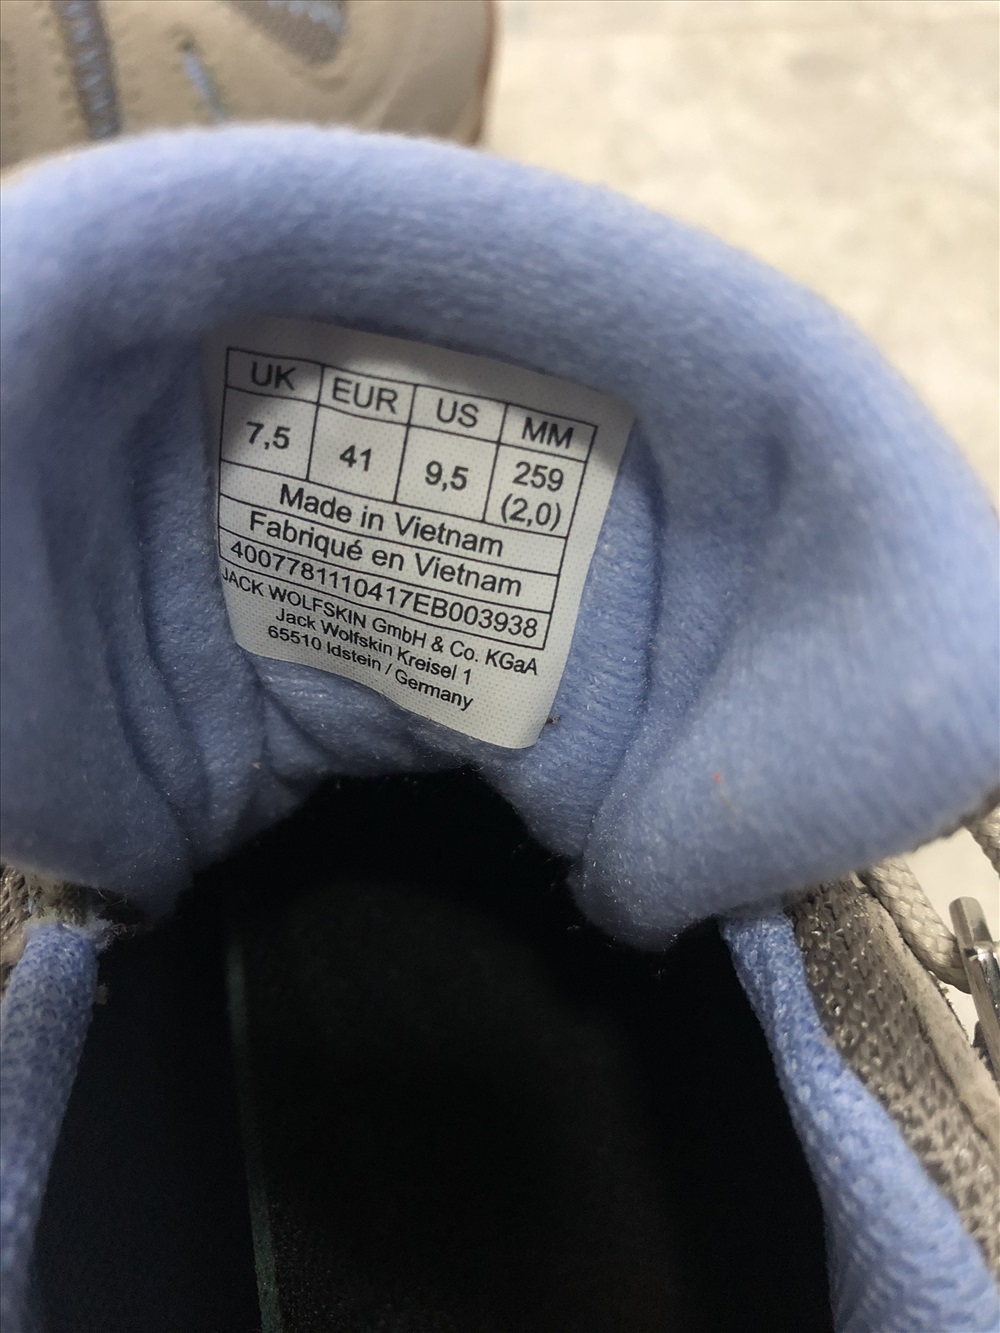 UK EUR US MM
7,5 41 9,5 259 (2,0)
Made in Vietnam
Fabriqué en Vietnam
4007781110417EB003938
JACK WOLFSKIN GmbH & Co. KGaA
Jack Wolfskin Kreisel 1
65510 Idstein / Germany